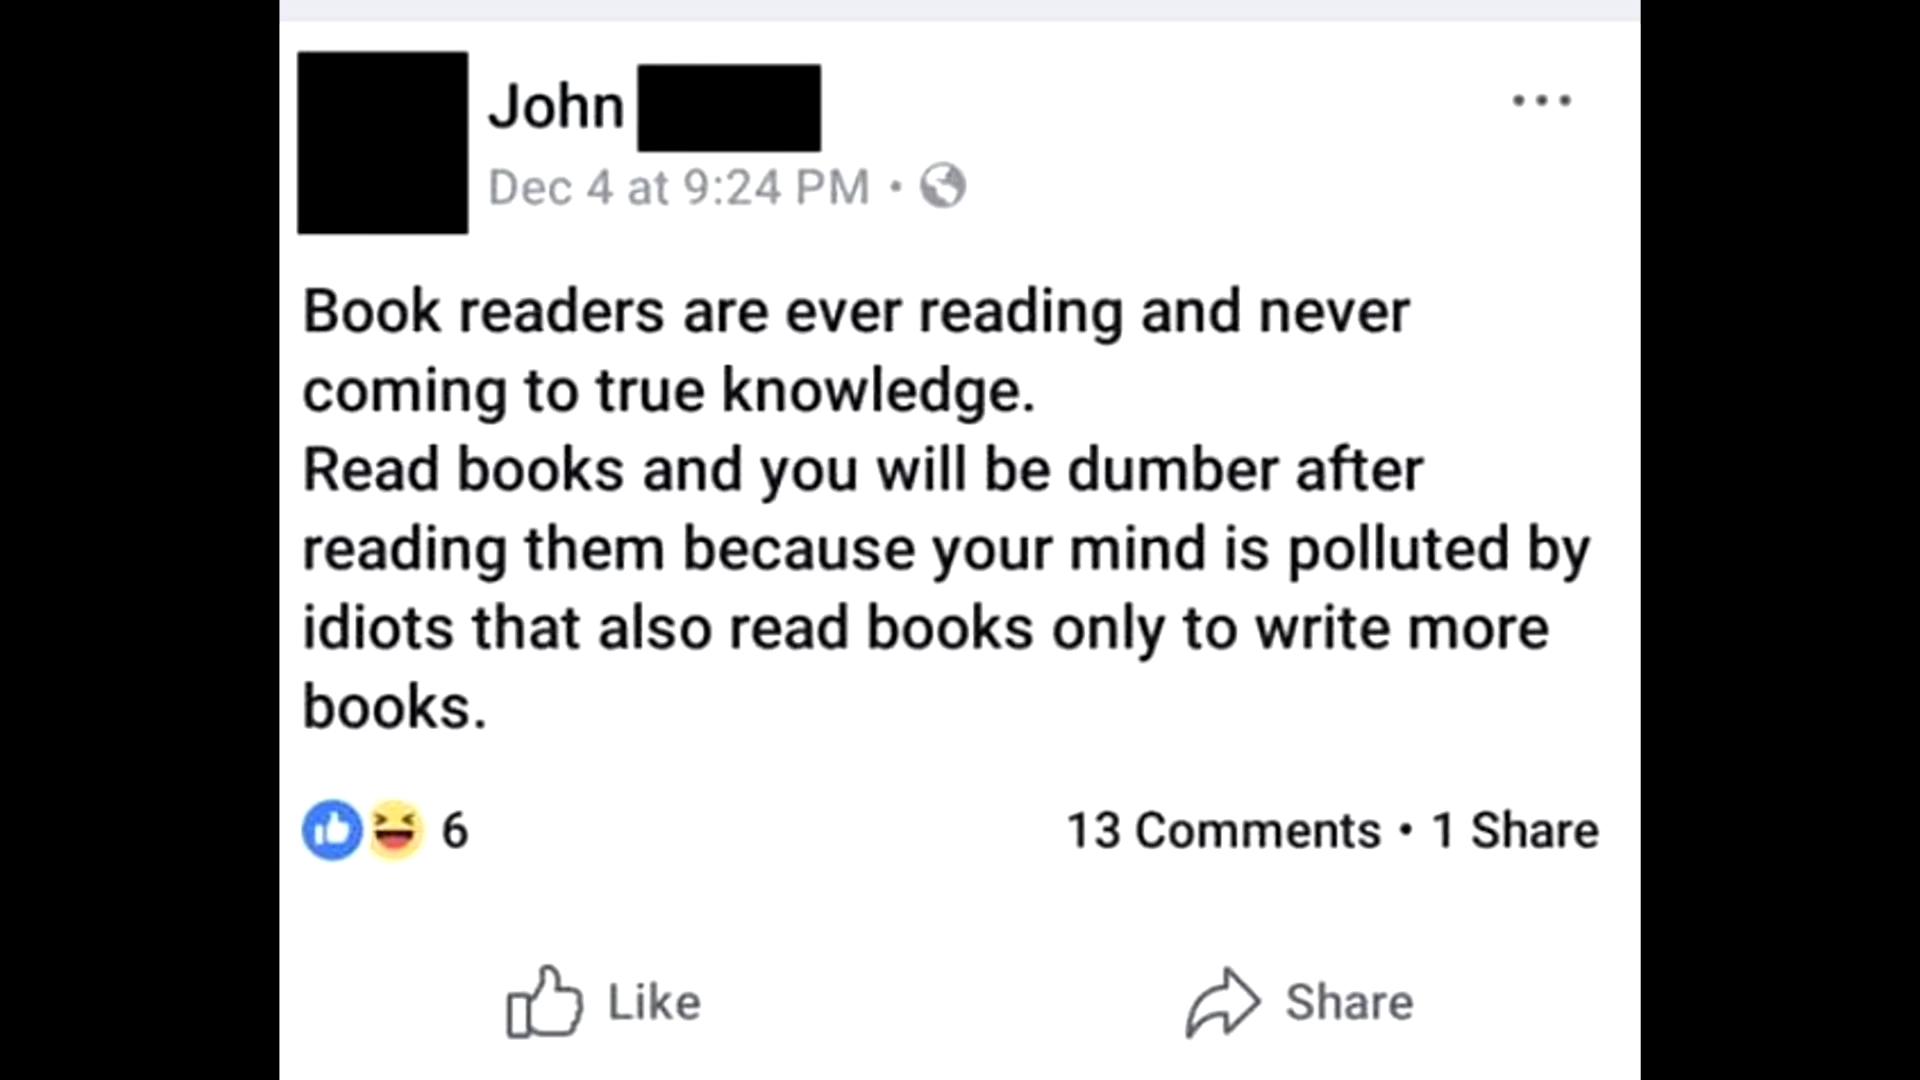 John
Dec 4 at 9:24 PM •
Book readers are ever reading and never
coming to true knowledge.
Read books and you will be dumber after
reading them because your mind is polluted by
idiots that also read books only to write more
books.
6
13 Comments • 1 Share
Like
Share